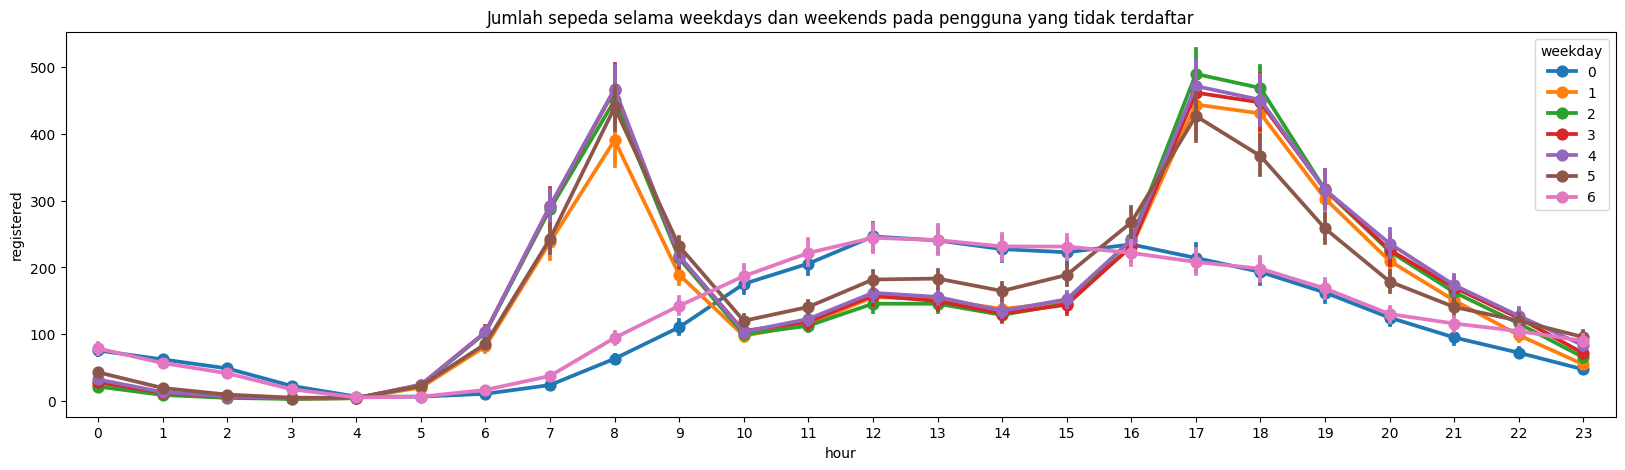 Jumlah sepeda selama weekdays dan weekends pada pengguna yang tidak terdaftar
registered
500
400
300
200
100
0
weekday
0
1
2
3
4
5
6
0 1 2 3 4 5 6 7 8 9 10 11 12 13 14 15 16 17 18 19 20 21 22 23
hour